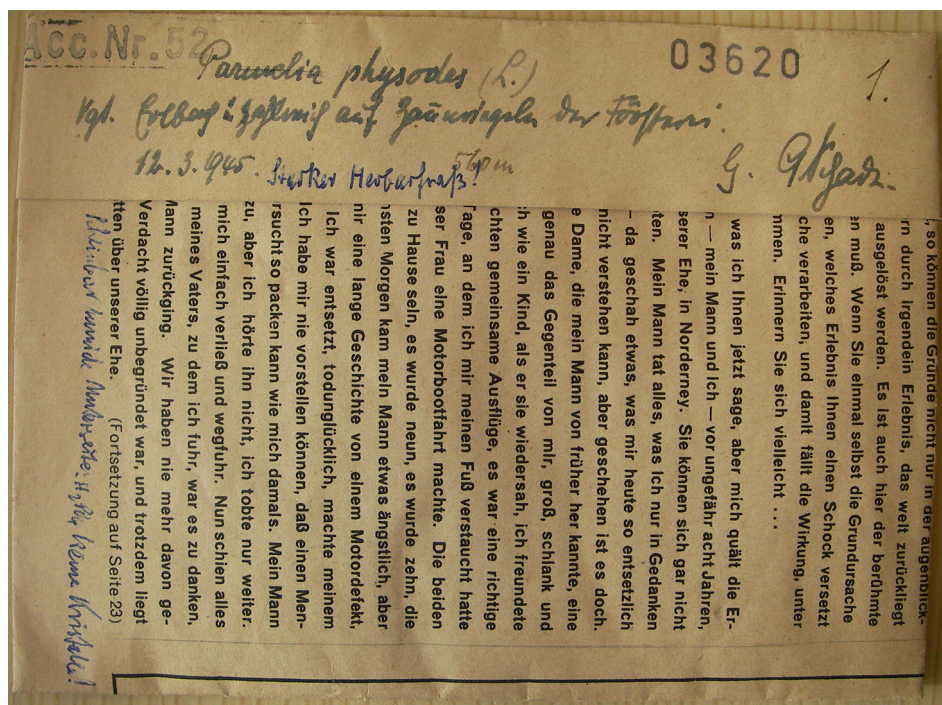 Acc. Nr. 52
03620
Parmelia physodes (L.)
1.
Vgt. Erlbach: zahlreich auf Zaunriegeln der Försterei.
12.3.1945. Starker Herbarfraß!
G.
, so können die Gründe nicht nur in der augenblick-
rn durch irgendein Erlebnis, das weit zurückliegt
ausgelöst werden. Es ist auch hier der berühmte
en muß. Wenn Sie einmal selbst die Grundursache
en, welches Erlebnis Ihnen einen Schock versetzt
che verarbeiten, und damit fällt die Wirkung, unter
mmen. Erinnern Sie sich vielleicht ...
was ich Ihnen jetzt sage, aber mich quält die Er-
n — mein Mann und ich — vor ungefähr acht Jahren,
serer Ehe, in Norderney. Sie können sich gar nicht
ten. Mein Mann tat alles, was ich nur in Gedanken
— da geschah etwas, was mir heute so entsetzlich
nicht verstehen kann, aber geschehen ist es doch.
e Dame, die mein Mann von früher her kannte, eine
genau das Gegenteil von mir, groß, schlank und
h wie ein Kind, als er sie wiedersah, ich freundete
chten gemeinsame Ausflüge, es war eine richtige
Tage, an dem ich mir meinen Fuß verstaucht hatte
ser Frau eine Motorbootfahrt machte. Die beiden
zu Hause sein, es wurde neun, es wurde zehn, die
nsten Morgen kam mein Mann etwas ängstlich, aber
mir eine lange Geschichte von einem Motordefekt,
Ich war entsetzt, todunglücklich, machte meinem
Ich habe mir nie vorstellen können, daß einen Men-
rsucht so packen kann wie mich damals. Mein Mann
zu, aber ich hörte ihn nicht, ich tobte nur weiter.
mich einfach verließ und wegfuhr. Nun schien alles
meines Vaters, zu dem ich fuhr, war es zu danken,
Mann zurückging. Wir haben nie mehr davon ge-
Verdacht völlig unbegründet war, und trotzdem liegt
tten über unserer Ehe. (Fortsetzung auf Seite 23)
Unterseite: keine Kristalle!